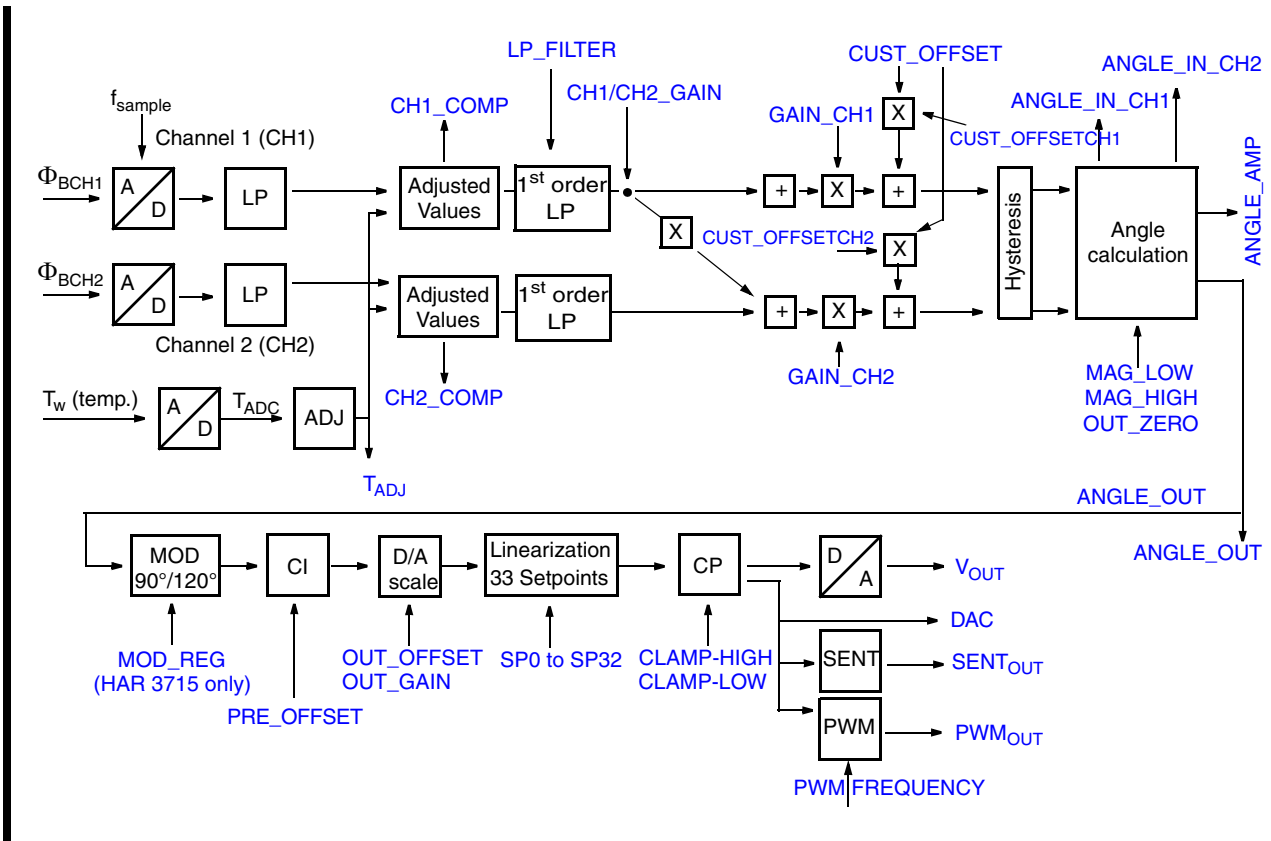 LP_FILTER
CUST_OFFSET
ANGLE_IN_CH2
f_sample
CH1_COMP
CH1/CH2_GAIN
GAIN_CH1
X
ANGLE_IN_CH1
Channel 1 (CH1)
CUST_OFFSETCH1
Φ_BCH1
A
D
LP
Adjusted
Values
1st order
LP
+
X
+
Hysteresis
Angle
calculation
ANGLE_AMP
X
CUST_OFFSETCH2
X
Φ_BCH2
A
D
LP
Adjusted
Values
1st order
LP
+
X
+
Channel 2 (CH2)
GAIN_CH2
MAG_LOW
MAG_HIGH
OUT_ZERO
CH2_COMP
T_w (temp.)
A
D
T_ADC
ADJ
T_ADJ
ANGLE_OUT
ANGLE_OUT
MOD
90°/120°
CI
D/A
scale
Linearization
33 Setpoints
CP
D
A
V_OUT
DAC
MOD_REG
(HAR 3715 only)
OUT_OFFSET
OUT_GAIN
SP0 to SP32
CLAMP-HIGH
CLAMP-LOW
SENT
SENT_OUT
PRE_OFFSET
PWM
PWM_OUT
PWM FREQUENCY